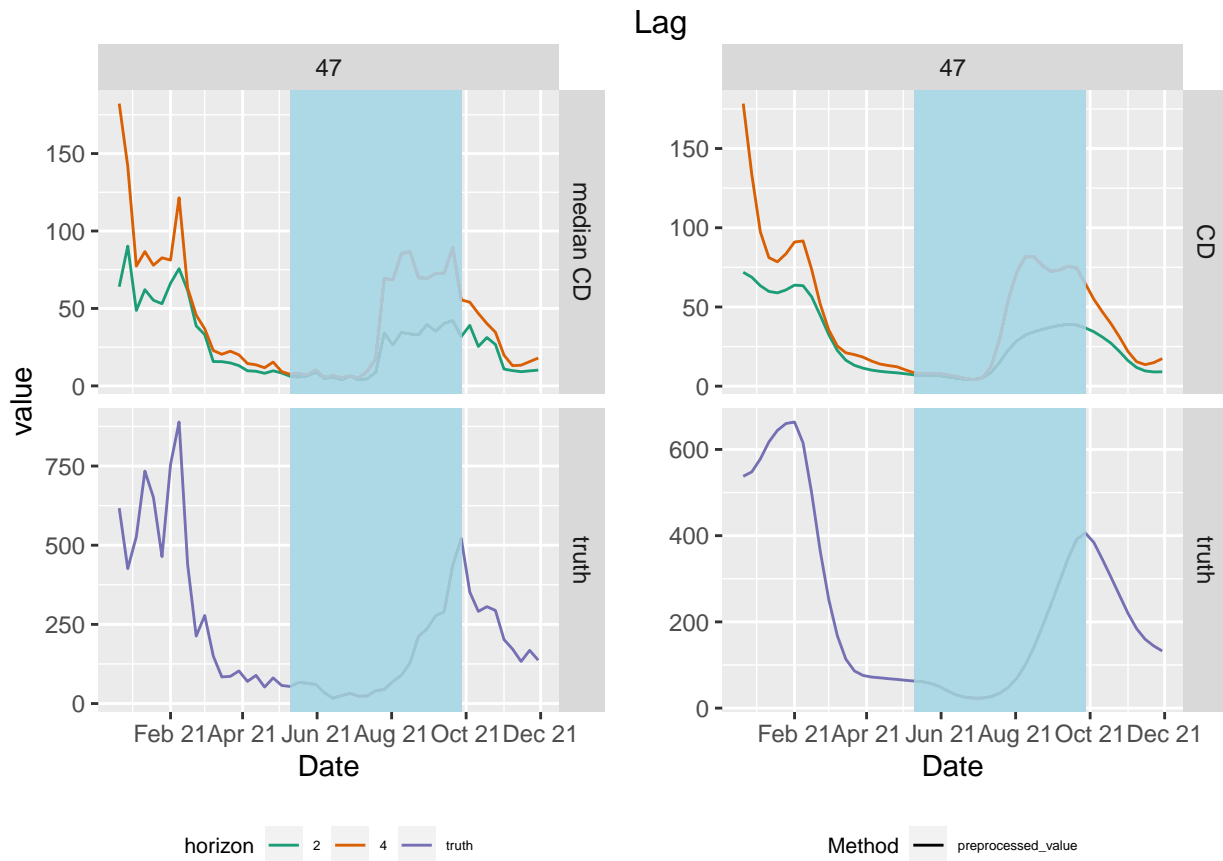 Lag
47
47
value
150
100
50
0
median CD
150
100
50
0
CD
750
500
250
0
truth
600
400
200
0
truth
Feb 21 Apr 21 Jun 21 Aug 21 Oct 21 Dec 21
Feb 21 Apr 21 Jun 21 Aug 21 Oct 21 Dec 21
Date
Date
horizon 2 4 truth
Method preprocessed_value